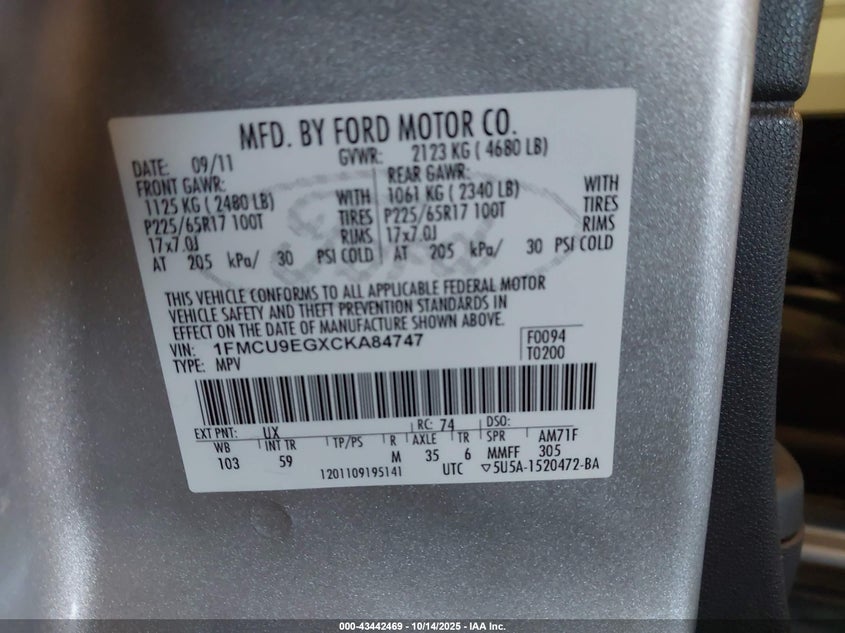 MFD. BY FORD MOTOR CO.
DATE: 09/11 GVWR: 2123 KG ( 4680 LB)
FRONT GAWR: REAR GAWR:
1125 KG ( 2480 LB) WITH 1061 KG ( 2340 LB) WITH
P225/65R17 100T TIRES P225/65R17 100T TIRES
17x7.0J RIMS 17x7.0J RIMS
AT 205 kPa/ 30 PSI COLD AT 205 kPa/ 30 PSI COLD
THIS VEHICLE CONFORMS TO ALL APPLICABLE FEDERAL MOTOR
VEHICLE SAFETY AND THEFT PREVENTION STANDARDS IN
EFFECT ON THE DATE OF MANUFACTURE SHOWN ABOVE.
VIN: 1FMCU9EGXCKA84747 F0094
TYPE: MPV T0200
EXT PNT: UX RC: 74 DSO:
WB INT TR TP/PS R AXLE TR SPR AM71F
103 59 M 35 6 MMFF 305
1201109195141 UTC ▽5U5A-1520472-BA
000-43442469 | 10/14/2025 - IAA Inc.